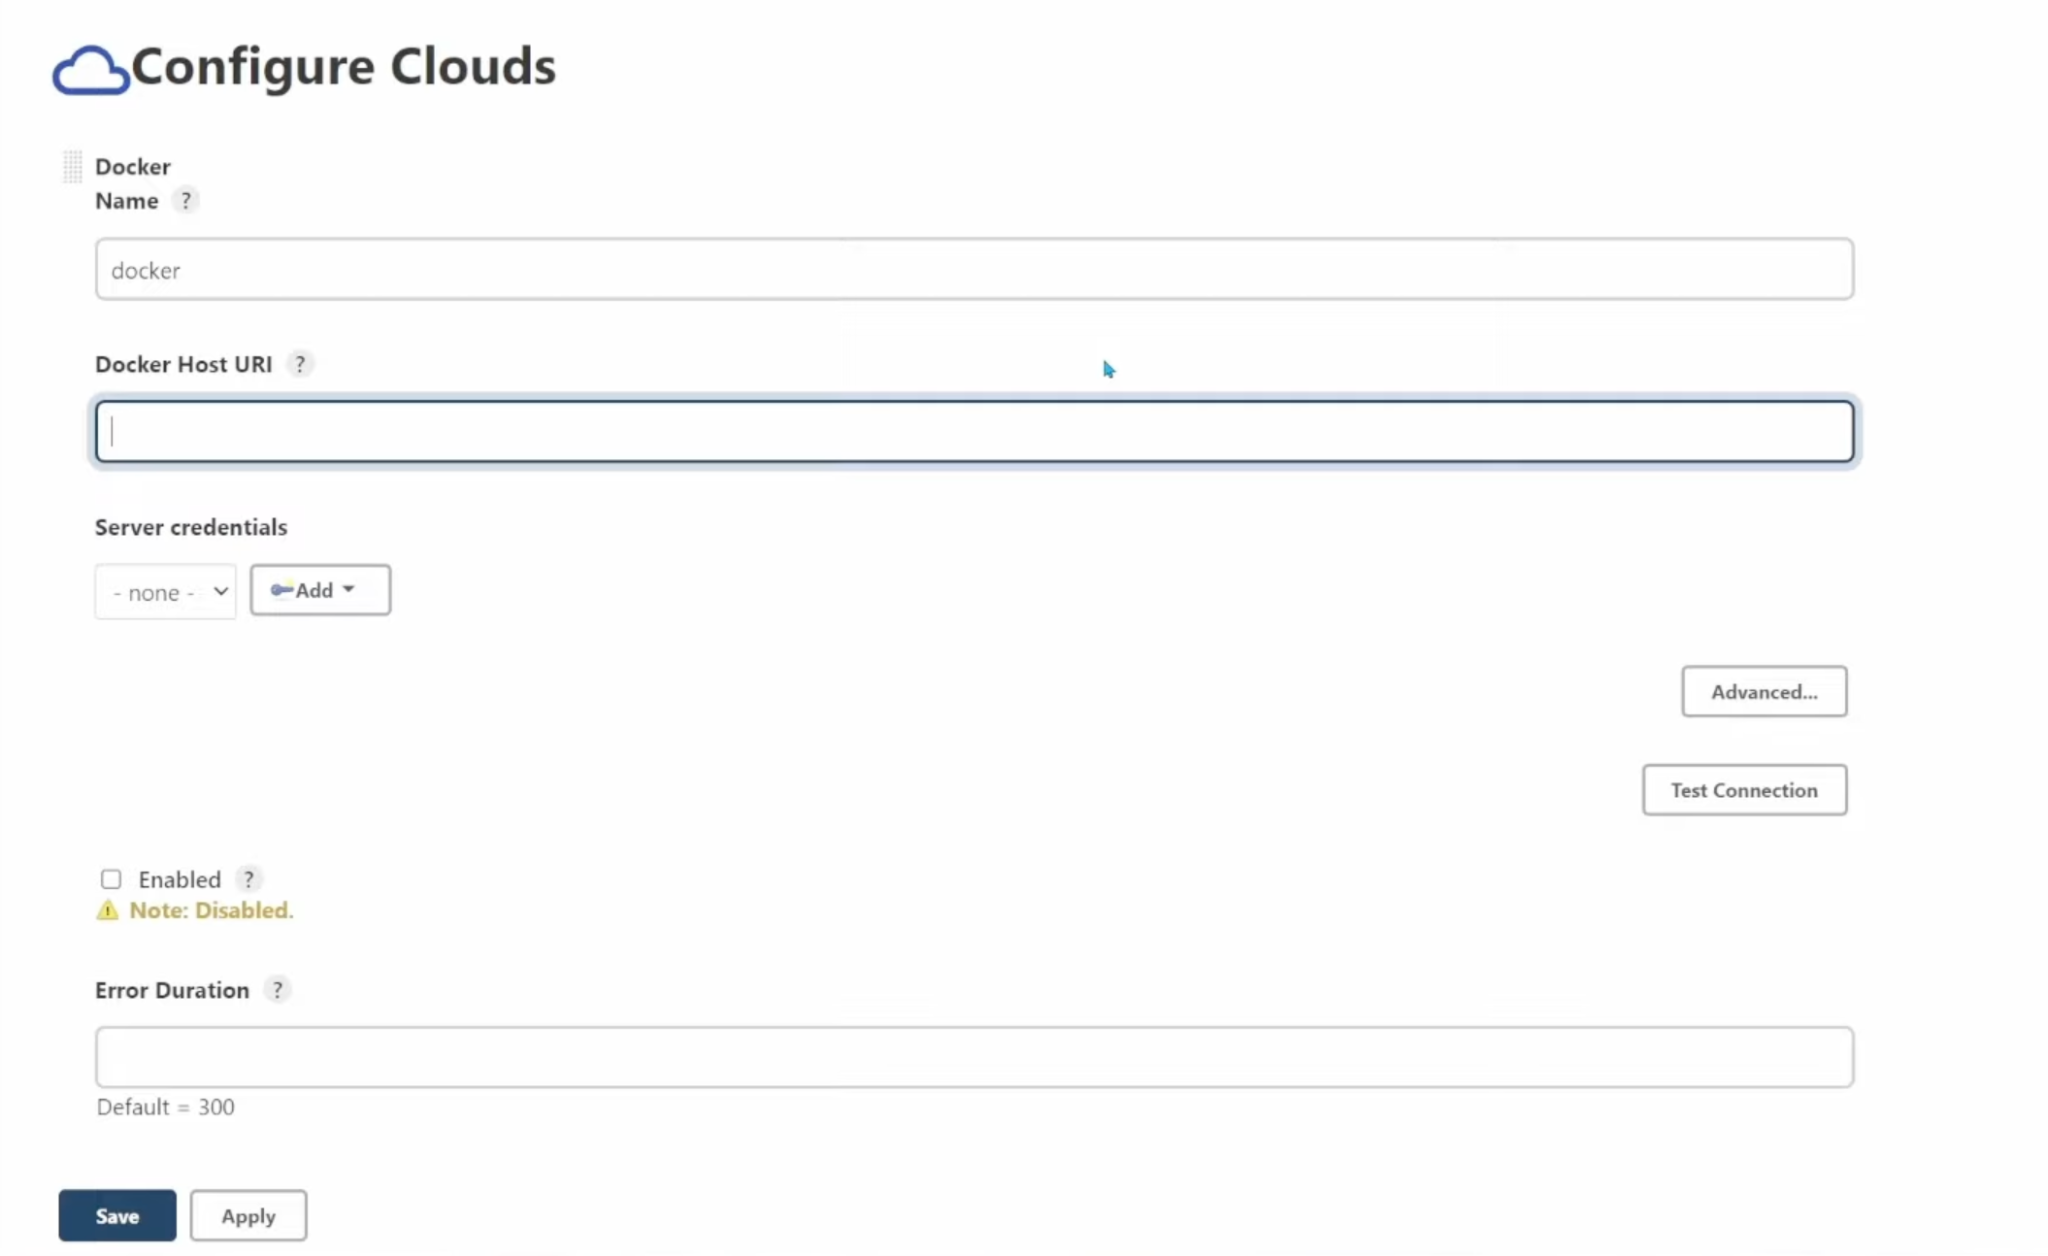 Configure Clouds
Docker
Name ?
docker
Docker Host URI ?
Server credentials
- none - Add
Advanced...
Test Connection
Enabled ?
Note: Disabled.
Error Duration ?
Default = 300
Save Apply